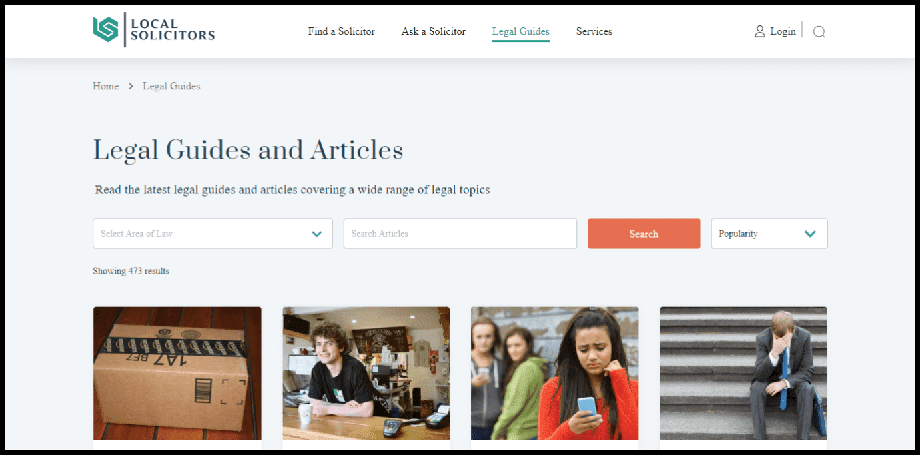 LOCAL
SOLICITORS
Find a Solicitor Ask a Solicitor Legal Guides Services
Login
Home > Legal Guides
Legal Guides and Articles
Read the latest legal guides and articles covering a wide range of legal topics
Select Area of Law Search Articles Search Popularity
Showing 473 results
1A7 BE7